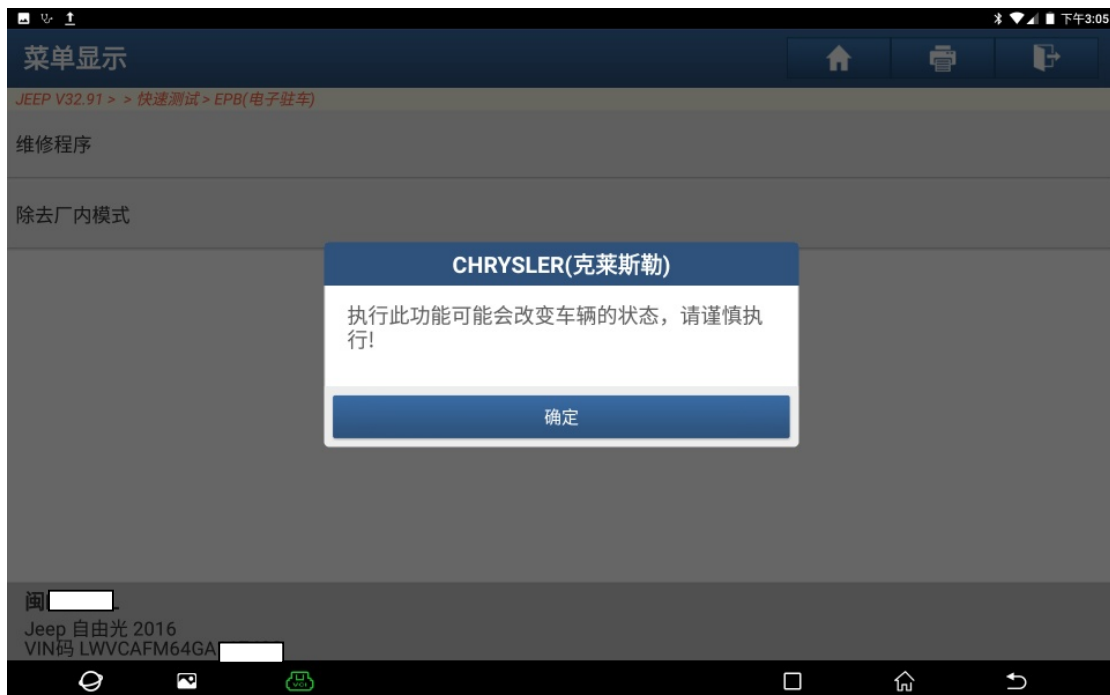 下午3:05
菜单显示
JEEP V32.91 > > 快速测试 > EPB(电子驻车)
维修程序
除去厂内模式
CHRYSLER(克莱斯勒)
执行此功能可能会改变车辆的状态，请谨慎执
行!
确定
闽
Jeep 自由光 2016
VIN码 LWVCAFM64GA
VCI